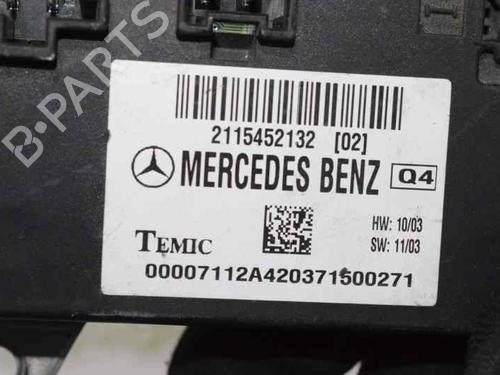 B-PARTS
2115452132 [02]
MERCEDES BENZ Q4
HW: 10/03
TEMIC SW: 11/03
00007112A420371500271